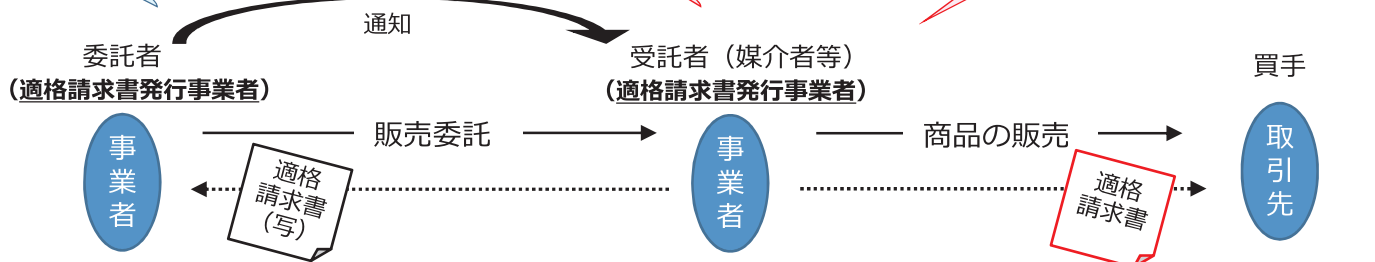 通知
委託者
（適格請求書発行事業者）
受託者（媒介者等）
（適格請求書発行事業者）
買手
事業者
販売委託
適格
請求書
（写）
事業者
商品の販売
適格
請求書
取引先